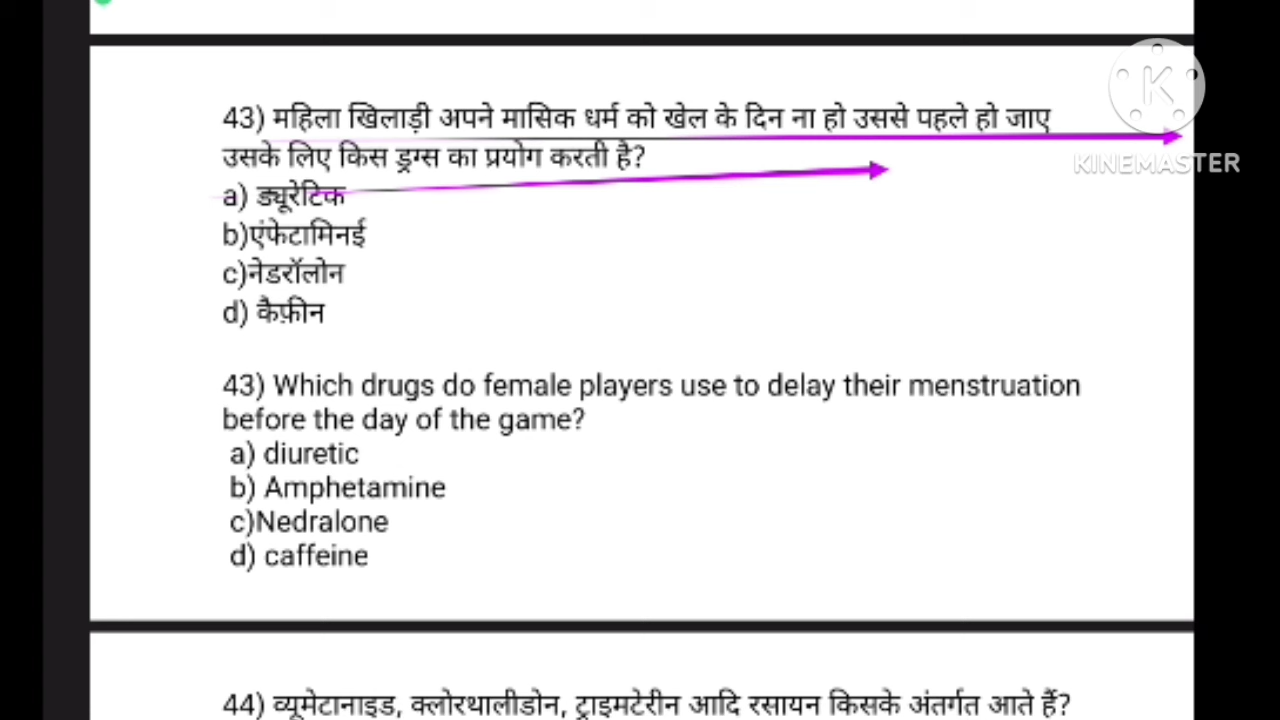 43) महिला खिलाड़ी अपने मासिक धर्म को खेल के दिन ना हो उससे पहले हो जाए
उसके लिए किस ड्रग्स का प्रयोग करती है?
a) ड्यूरेटिक
b)एंफेटामिनई
c)नेडरॉलोन
d) कैफ़ीन
KINEMASTER
43) Which drugs do female players use to delay their menstruation
before the day of the game?
a) diuretic
b) Amphetamine
c)Nedralone
d) caffeine
44) व्यूमेटानाइड, क्लोरथालीडोन, ट्राइमटेरीन आदि रसायन किसके अंतर्गत आते हैं?